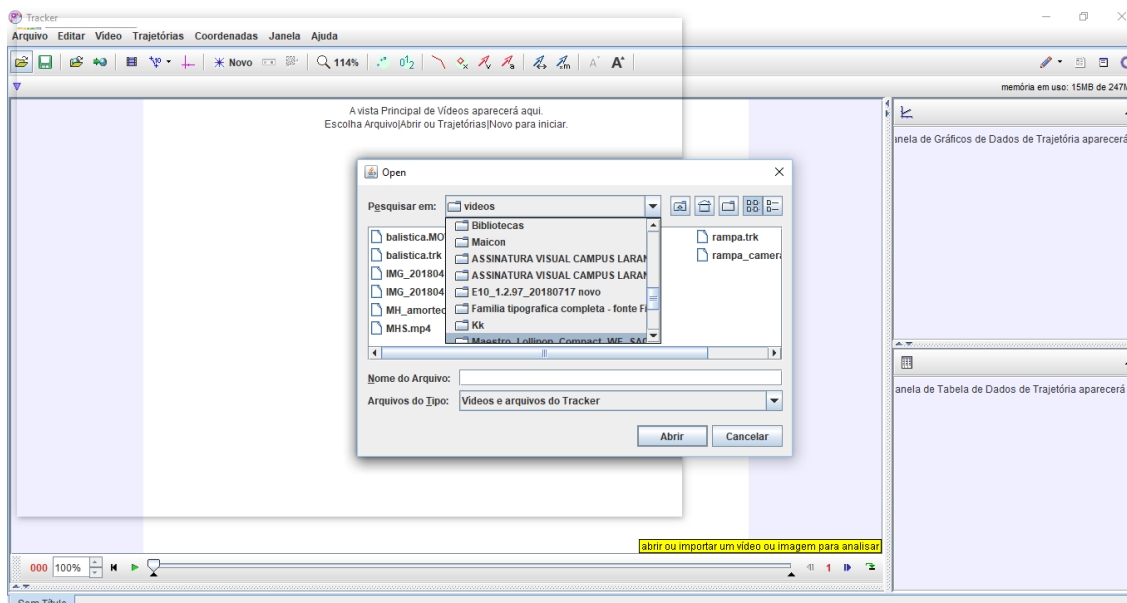 Tracker
Arquivo Editar Vídeo Trajetórias Coordenadas Janela Ajuda
Novo 114%
memória em uso: 15MB de 247M
A vista Principal de Vídeos aparecerá aqui.
Escolha Arquivo|Abrir ou Trajetórias|Novo para iniciar.
anela de Gráficos de Dados de Trajetória aparecerá
Open
Pesquisar em: videos
Bibliotecas
Maicon
ASSINATURA VISUAL CAMPUS LARAN
ASSINATURA VISUAL CAMPUS LARAN
E10_1.2.97_20180717 novo
Familia tipografica completa - fonte Fi
Kk
Maestro_Lollipop_Compact_WE_SAC
balistica.MO
balistica.trk
IMG_201804
IMG_201804
MH_amortec
MHS.mp4
rampa.trk
rampa_camera
Nome do Arquivo:
Arquivos do Tipo: Videos e arquivos do Tracker
Abrir Cancelar
anela de Tabela de Dados de Trajetória aparecerá
abrir ou importar um vídeo ou imagem para analisar
000 100% 1
Sem Título